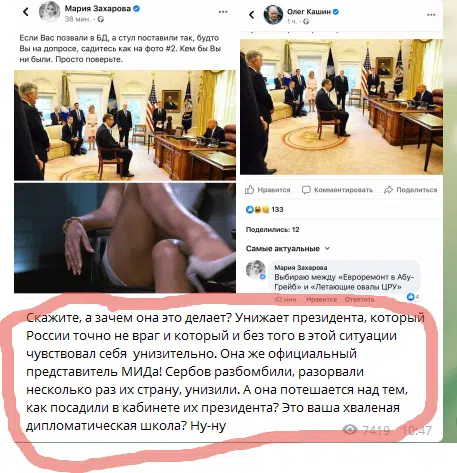 Мария Захарова
38 мин.
Если Вас позвали в БД, а стул поставили так, будто
Вы на допросе, садитесь как на фото #2. Кем бы Вы
ни были. Просто поверьте.
Олег Кашин
1 ч.
Нравится Комментировать Поделиться
133
Поделились: 12
Самые актуальные
Мария Захарова
Выбираю между «Евроремонт в Абу-
Грейб» и «Летающие овалы ЦРУ»
42 мин Нравится Ответить 4
Скажите, а зачем она это делает? Унижает президента, который
России точно не враг и который и без того в этой ситуации
чувствовал себя унизительно. Она же официальный
представитель МИДа! Сербов разбомбили, разорвали
несколько раз их страну, унизили. А она потешается над тем,
как посадили в кабинете их президента? Это ваша хваленая
дипломатическая школа? Ну-ну
7419 10:47